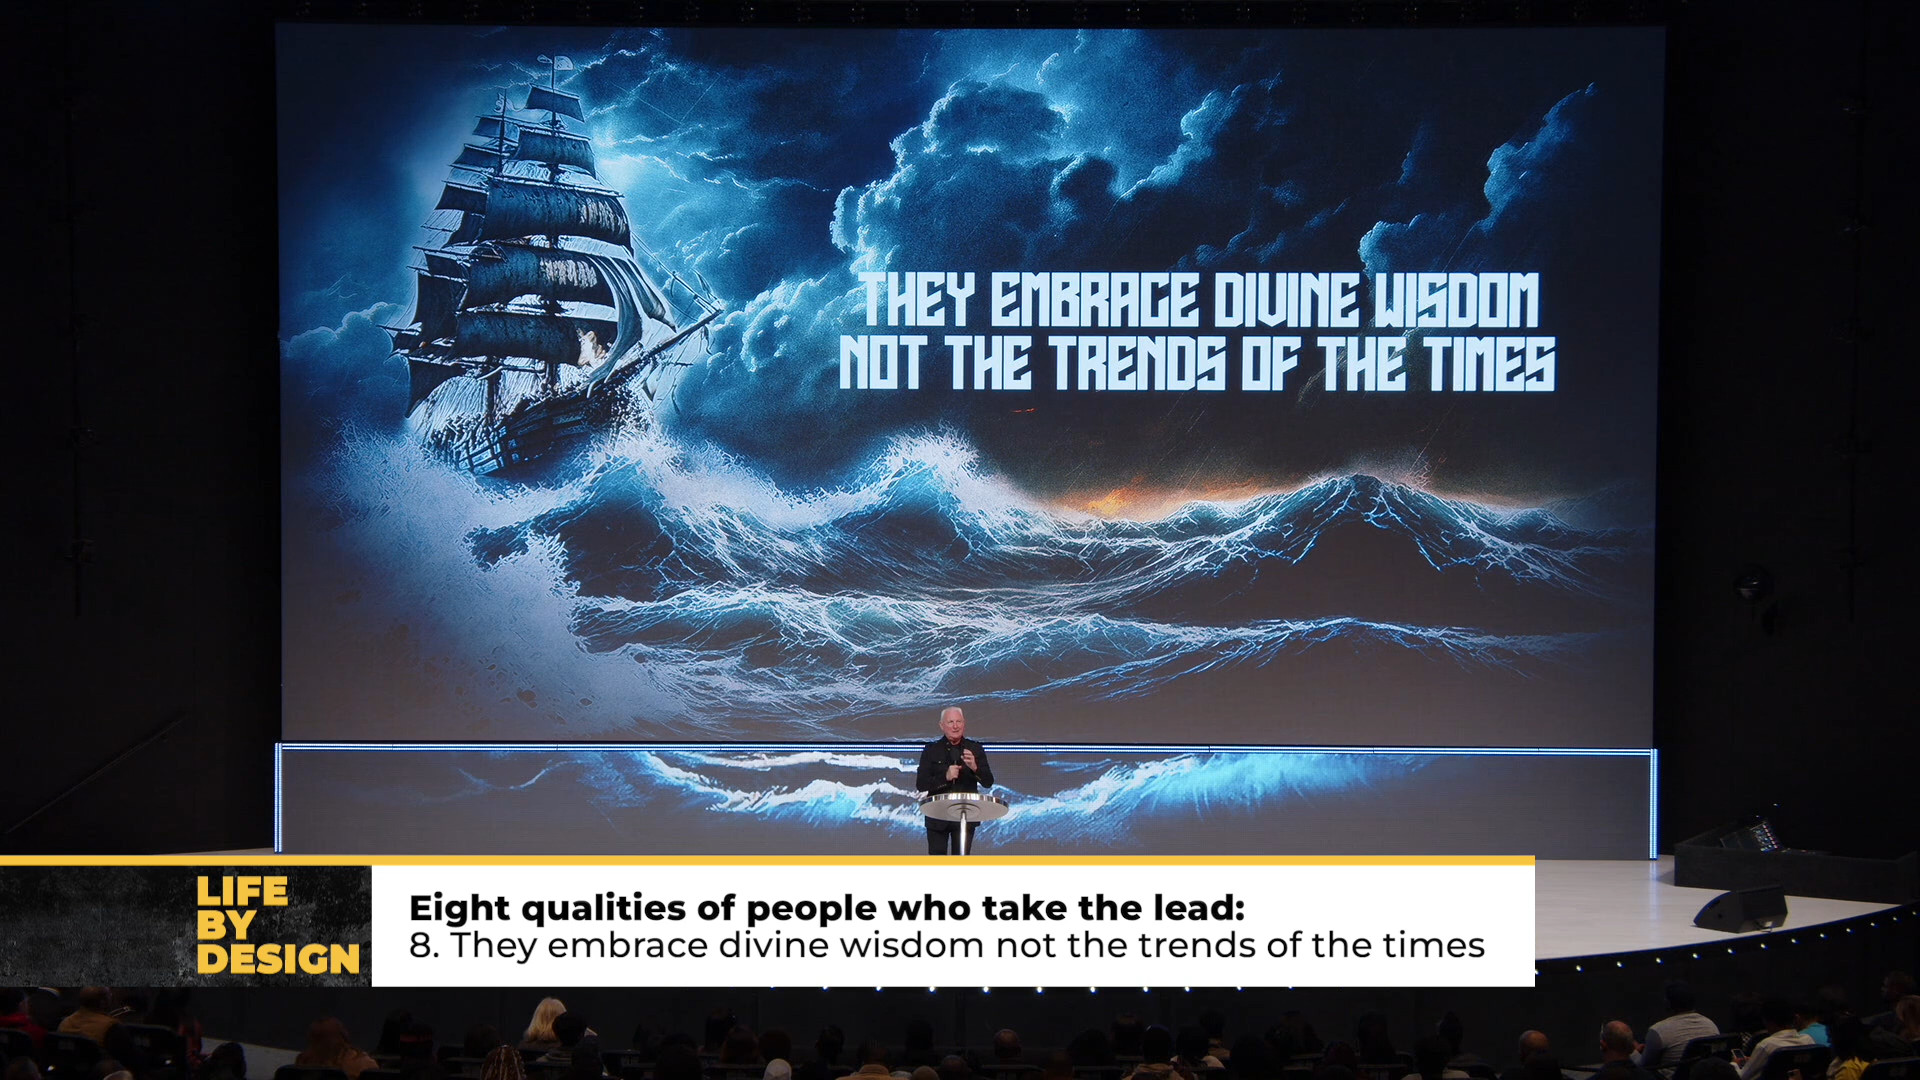 THEY EMBRACE DIVINE WISDOM
NOT THE TRENDS OF THE TIMES
LIFE
BY
DESIGN
Eight qualities of people who take the lead:
8. They embrace divine wisdom not the trends of the times